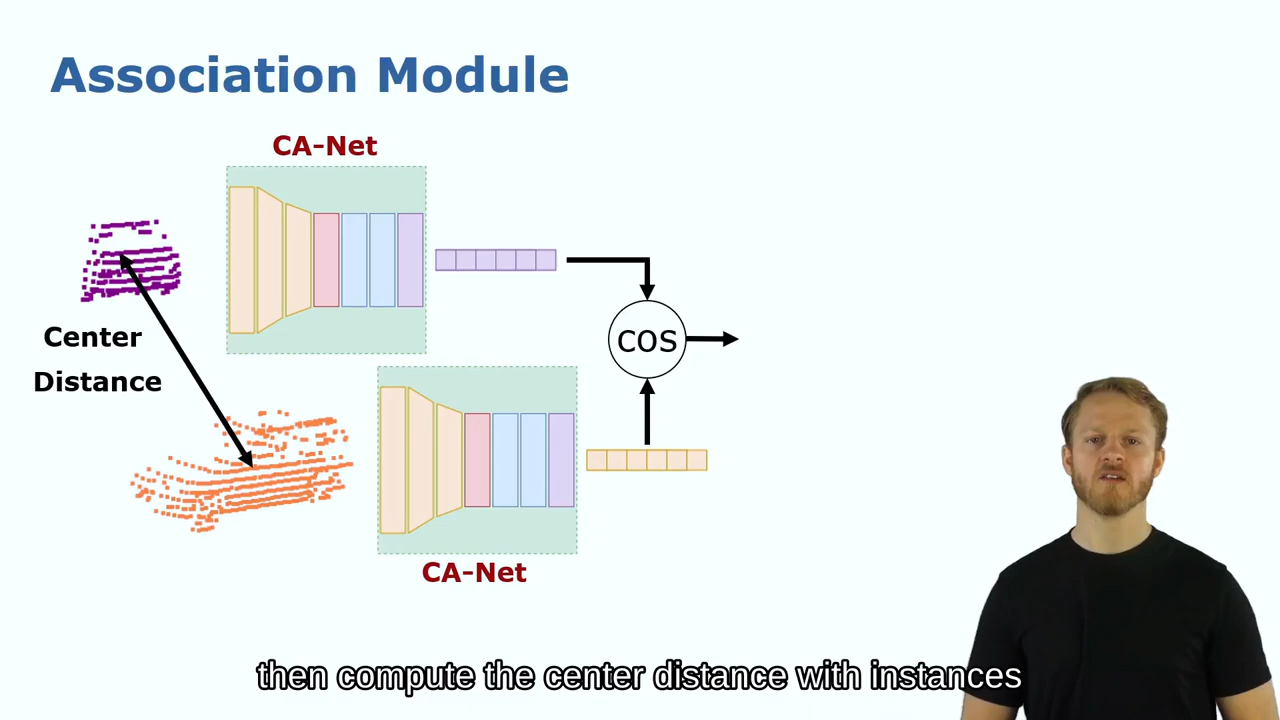 Association Module
CA-Net
Center
Distance
cos
CA-Net
then compute the center distance with instances